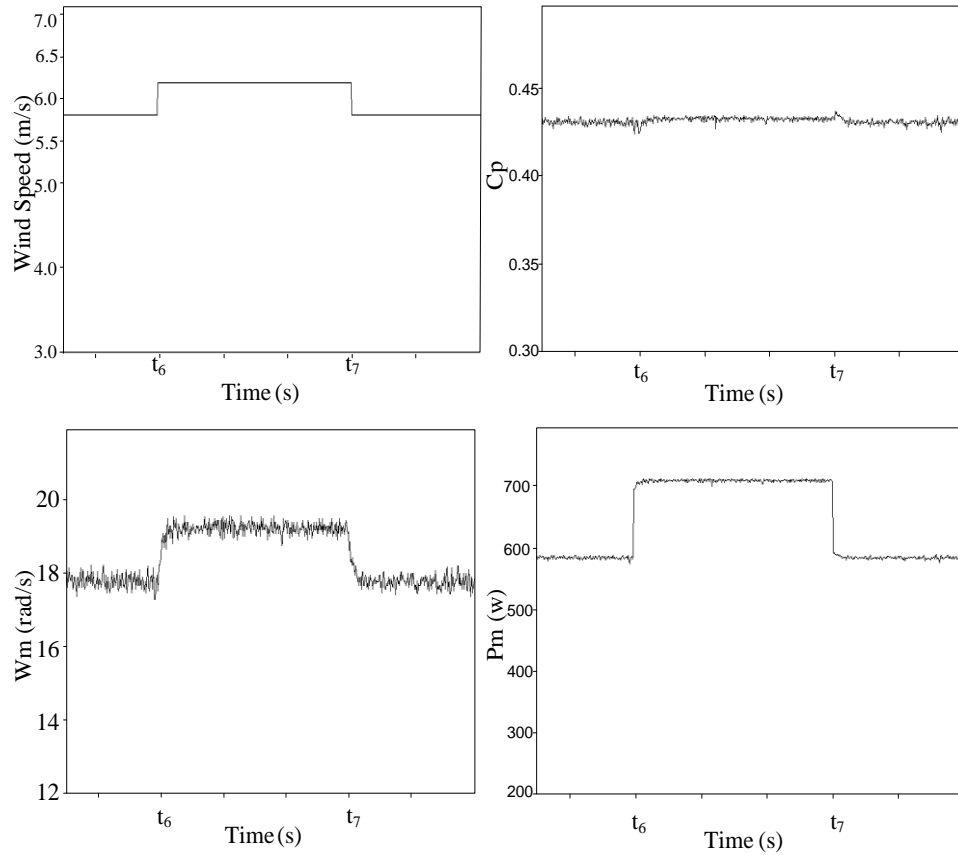 Wind Speed (m/s)
7.0
6.5
6.0
5.5
5.0
4.0
3.0
t6
t7
Time (s)
Cp
0.45
0.40
0.35
0.30
t6
t7
Time (s)
Wm (rad/s)
20
18
16
14
12
t6
t7
Time (s)
Pm (w)
700
600
500
400
300
200
t6
t7
Time (s)